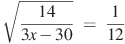 √(14/(3x − 30)) = 1/12